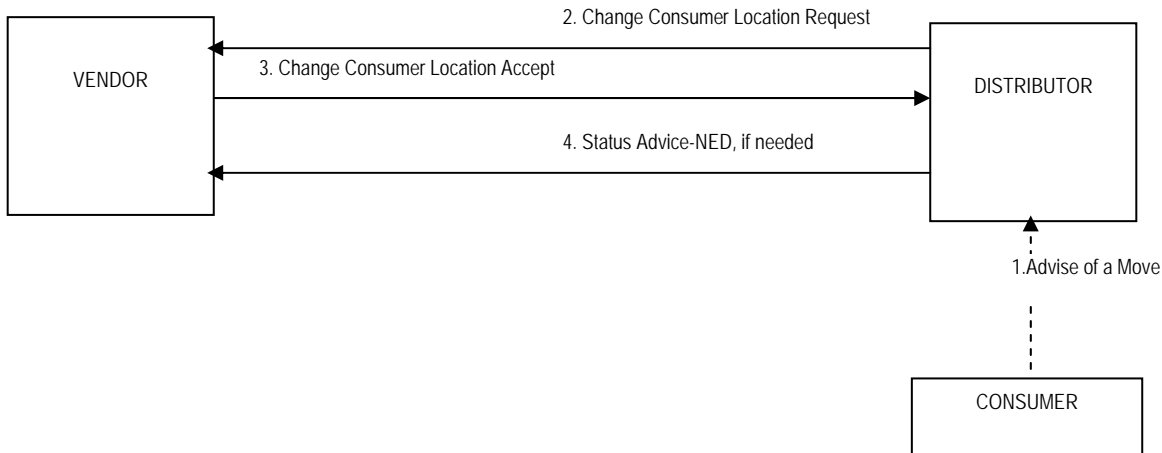 2. Change Consumer Location Request
VENDOR
3. Change Consumer Location Accept
DISTRIBUTOR
4. Status Advice-NED, if needed
1.Advise of a Move
CONSUMER